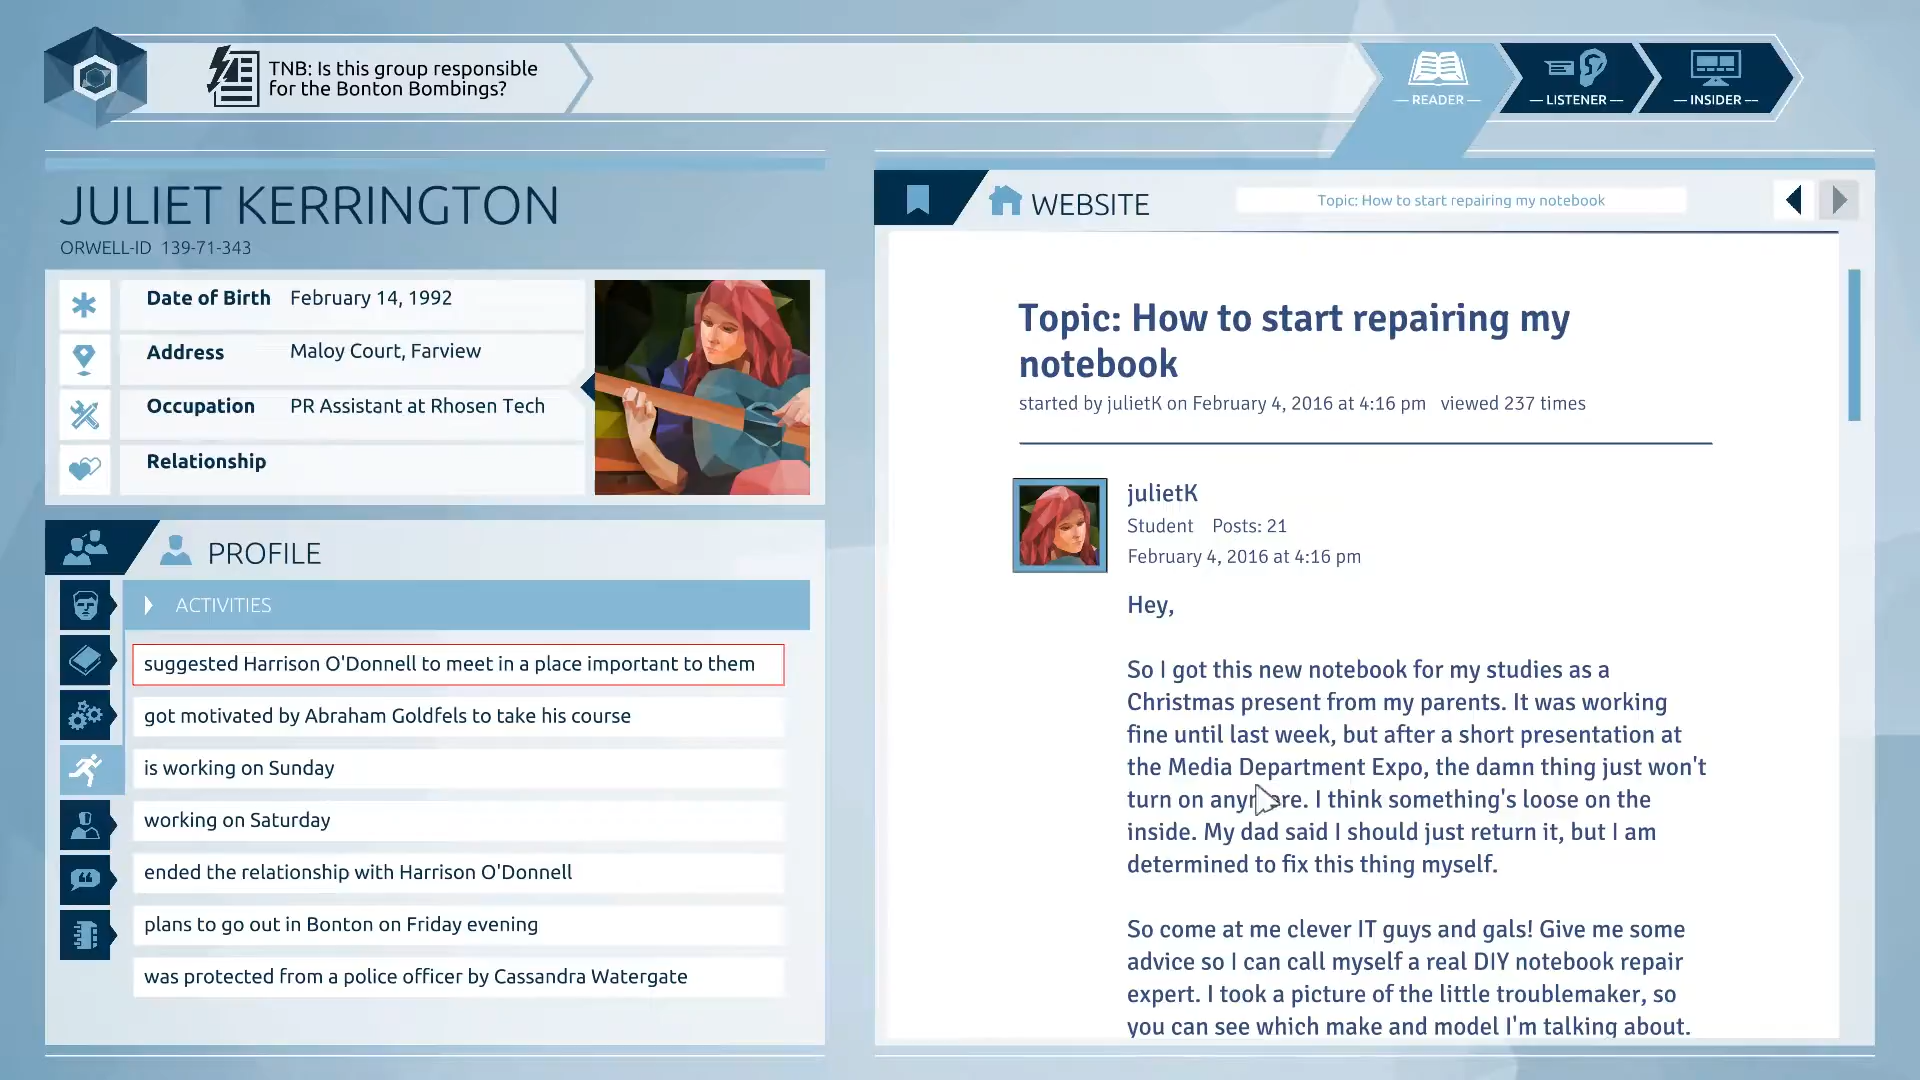 TNB: Is this group responsible
for the Bonton Bombings?
— READER —
— LISTENER —
— INSIDER —
JULIET KERRINGTON
ORWELL-ID 139-71-343
Date of Birth February 14, 1992
Address Maloy Court, Farview
Occupation PR Assistant at Rhosen Tech
Relationship
PROFILE
ACTIVITIES
suggested Harrison O'Donnell to meet in a place important to them
got motivated by Abraham Goldfels to take his course
is working on Sunday
working on Saturday
ended the relationship with Harrison O'Donnell
plans to go out in Bonton on Friday evening
was protected from a police officer by Cassandra Watergate
WEBSITE
Topic: How to start repairing my notebook
Topic: How to start repairing my
notebook
started by julietK on February 4, 2016 at 4:16 pm viewed 237 times
julietK
Student Posts: 21
February 4, 2016 at 4:16 pm
Hey,
So I got this new notebook for my studies as a
Christmas present from my parents. It was working
fine until last week, but after a short presentation at
the Media Department Expo, the damn thing just won't
turn on anymore. I think something's loose on the
inside. My dad said I should just return it, but I am
determined to fix this thing myself.
So come at me clever IT guys and gals! Give me some
advice so I can call myself a real DIY notebook repair
expert. I took a picture of the little troublemaker, so
you can see which make and model I'm talking about.